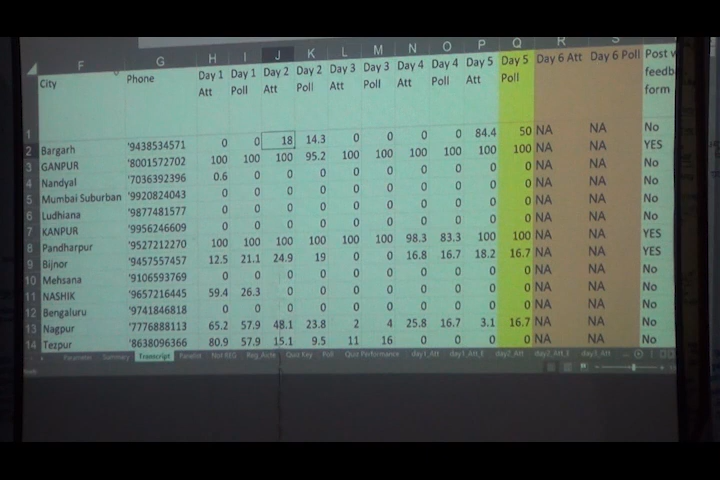 F G H I J K L M N O P Q R S
City Phone Day 1 Day 1 Day 2 Day 2 Day 3 Day 3 Day 4 Day 4 Day 5 Day 5 Day 6 Att Day 6 Poll Post w
Att Poll Att Poll Att Poll Att Poll Att Poll feedb
form
1
2 Bargarh '9438534571 0 0 18 14.3 0 0 0 0 84.4 50 NA NA No
3 GANPUR '8001572702 100 100 100 95.2 100 100 100 100 100 100 NA NA YES
4 Nandyal '7036392396 0.6 0 0 0 0 0 0 0 0 0 NA NA No
5 Mumbai Suburban '9920824043 0 0 0 0 0 0 0 0 0 0 NA NA No
6 Ludhiana '9877481577 0 0 0 0 0 0 0 0 0 0 NA NA No
7 KANPUR '9956246609 0 0 0 0 0 0 0 0 0 0 NA NA No
8 Pandharpur '9527212270 100 100 100 100 100 100 98.3 83.3 100 100 NA NA YES
9 Bijnor '9457557457 12.5 21.1 24.9 19 0 0 16.8 16.7 18.2 16.7 NA NA YES
10 Mehsana '9106593769 0 0 0 0 0 0 0 0 0 0 NA NA No
11 NASHIK '9657216445 59.4 26.3 0 0 0 0 0 0 0 0 NA NA No
12 Bengaluru '9741846818 0 0 0 0 0 0 0 0 0 0 NA NA No
13 Nagpur '7776888113 65.2 57.9 48.1 23.8 2 4 25.8 16.7 3.1 16.7 NA NA No
14 Tezpur '8638096366 80.9 57.9 15.1 9.5 11 16 0 0 0 0 NA NA No
Parameter Summary Transcript Panelist Not REG Quiz Key Poll Quiz Performance day1_Att day1_Att_E day2_Att day2_Att_E day3_Att